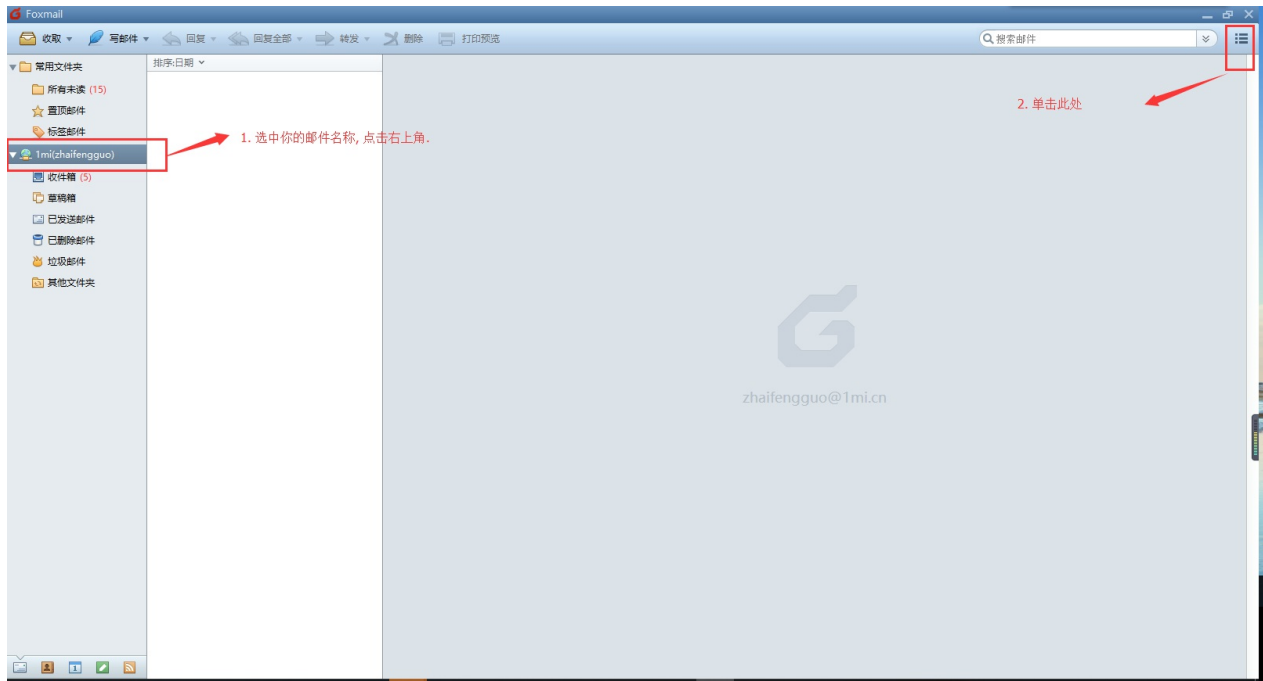 Foxmail
收取 写邮件 回复 回复全部 转发 删除 打印预览 搜索邮件
常用文件夹 排序:日期
所有未读 (15)
置顶邮件
标签邮件
1mi(zhaifengguo)
收件箱 (5)
草稿箱
已发送邮件
已删除邮件
垃圾邮件
其他文件夹
1. 选中你的邮件名称, 点击右上角.
2. 单击此处
zhaifengguo@1mi.cn